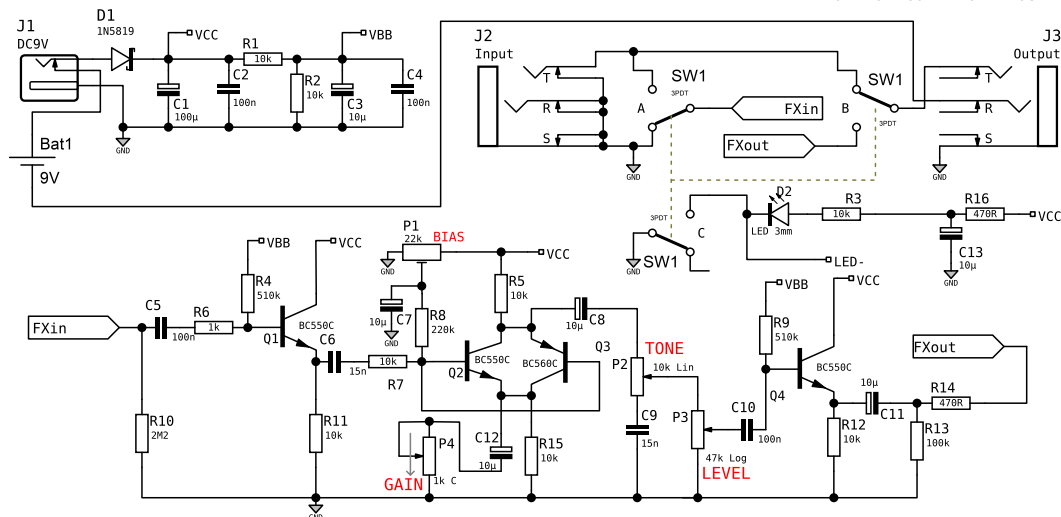 J1
DC9V
D1
1N5819
VCC
R1
10k
VBB
C1
100µ
C2
100n
R2
10k
C3
10µ
C4
100n
GND
Bat1
9V
J2
Input
T
R
S
GND
SW1
3PDT
A
FXin
FXout
SW1
3PDT
B
J3
Output
T
R
S
GND
3PDT
C
SW1
GND
D2
LED 3mm
R3
10k
R16
470R
VCC
C13
10µ
GND
LED-
FXin
C5
100n
R6
1k
VBB
R4
510k
VCC
Q1
BC550C
C6
15n
R10
2M2
R11
10k
GND
P1
22k
BIAS
GND
C7
10µ
GND
R8
220k
R7
10k
VCC
R5
10k
Q2
BC550C
BC560C
Q3
C8
10µ
P4
1k C
GAIN
C12
10µ
R15
10k
P2
TONE
10k Lin
C9
15n
P3
47k Log
LEVEL
C10
100n
VBB
R9
510k
VCC
BC550C
Q4
R12
10k
10µ
C11
FXout
R14
470R
R13
100k